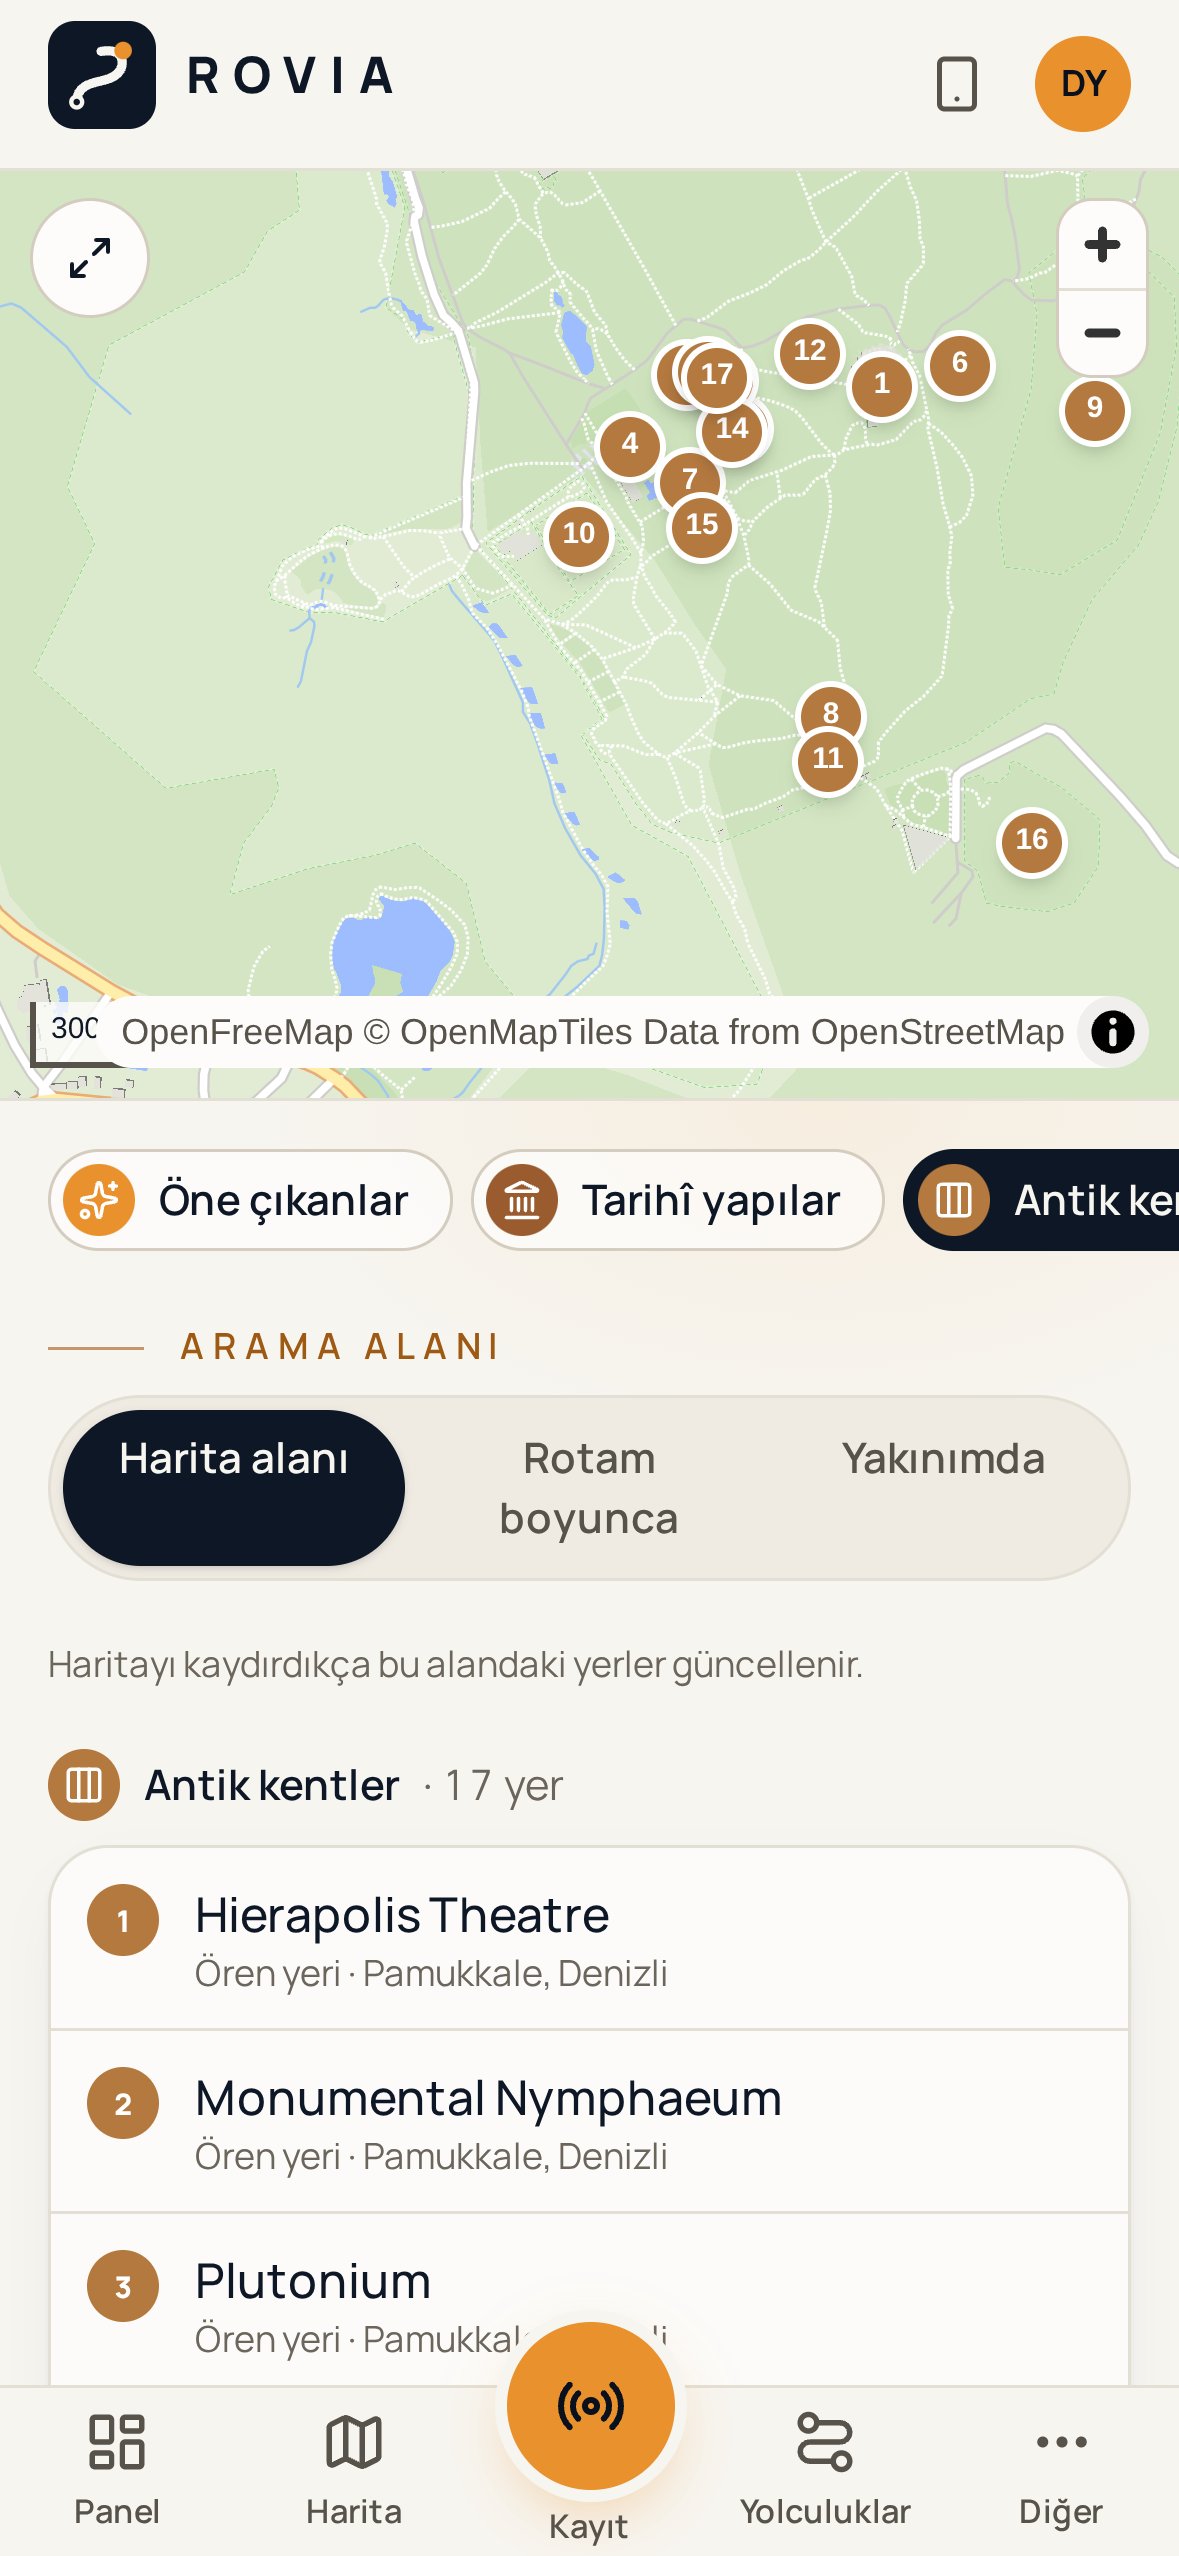 ROVIA
DY
12
6
1
17
9
14
4
7
15
10
8
11
16
300
OpenFreeMap © OpenMapTiles Data from OpenStreetMap
Öne çıkanlar
Tarihî yapılar
Antik ker
ARAMA ALANI
Harita alanı
Rotam
boyunca
Yakınımda
Haritayı kaydırdıkça bu alandaki yerler güncellenir.
Antik kentler · 17 yer
1
Hierapolis Theatre
Ören yeri · Pamukkale, Denizli
2
Monumental Nymphaeum
Ören yeri · Pamukkale, Denizli
3
Plutonium
Ören yeri · Pamukkale
Panel
Harita
Kayıt
Yolculuklar
Diğer